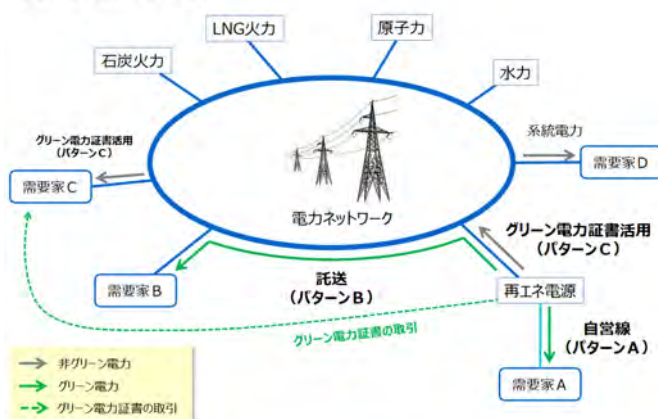 LNG火力
原子力
石炭火力
水力
グリーン電力証書活用
(パターンC)
需要家C
系統電力
需要家D
電力ネットワーク
グリーン電力証書活用
(パターンC)
託送
(パターンB)
需要家B
再エネ電源
グリーン電力証書の取引
自営線
(パターンA)
需要家A
非グリーン電力
グリーン電力
グリーン電力証書の取引